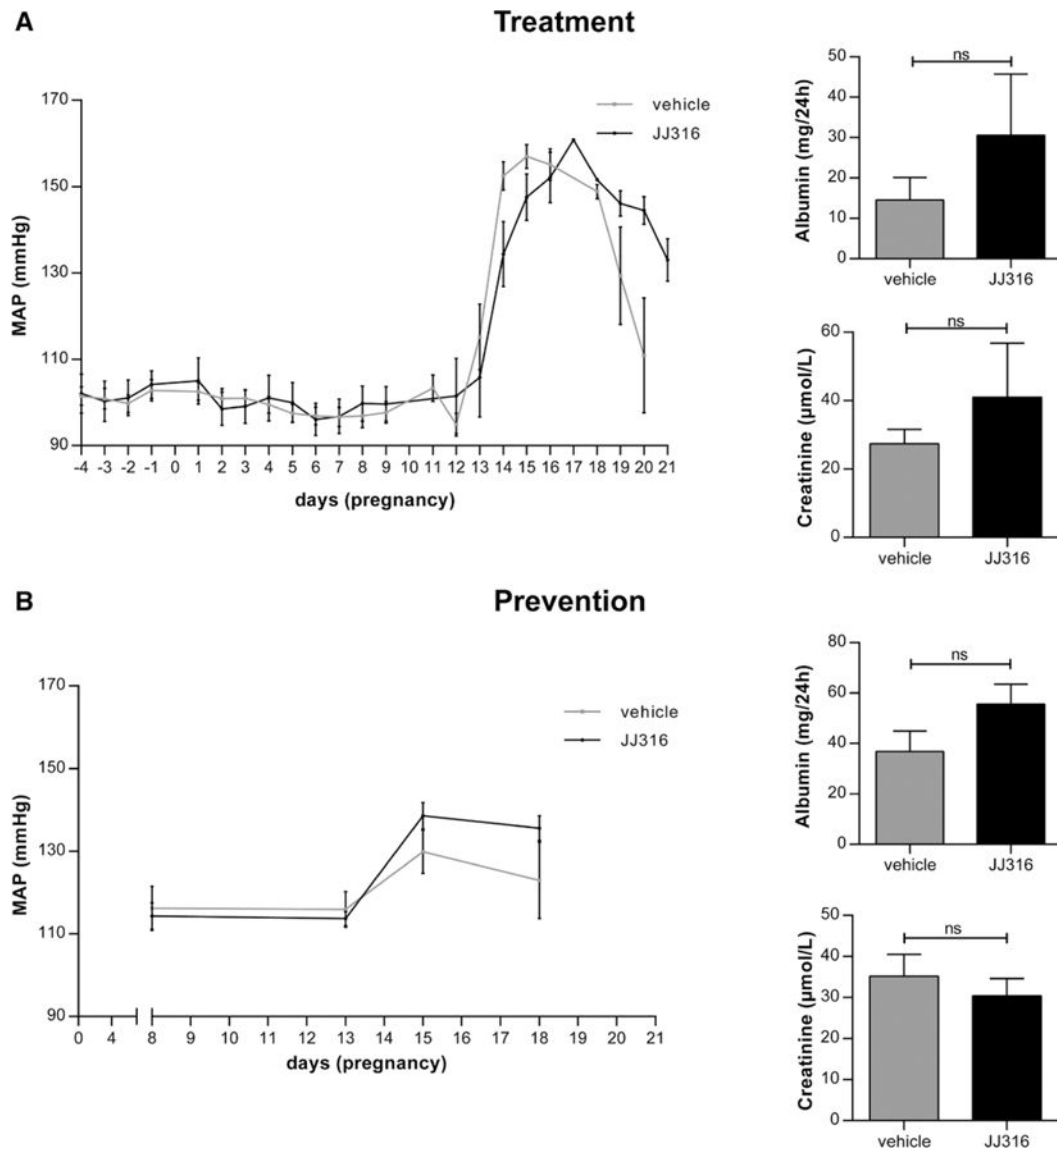 A
Treatment
170
150
130
110
90
MAP (mmHg)
vehicle
JJ316
-4 -3 -2 -1 0 1 2 3 4 5 6 7 8 9 10 11 12 13 14 15 16 17 18 19 20 21
days (pregnancy)
50
40
30
20
10
0
Albumin (mg/24h)
ns
vehicle JJ316
60
40
20
0
Creatinine (µmol/L)
ns
vehicle JJ316
B
Prevention
170
150
130
110
90
MAP (mmHg)
vehicle
JJ316
0 4 8 9 10 11 12 13 14 15 16 17 18 19 20 21
days (pregnancy)
80
60
40
20
0
Albumin (mg/24h)
ns
vehicle JJ316
50
40
30
20
10
0
Creatinine (µmol/L)
ns
vehicle JJ316